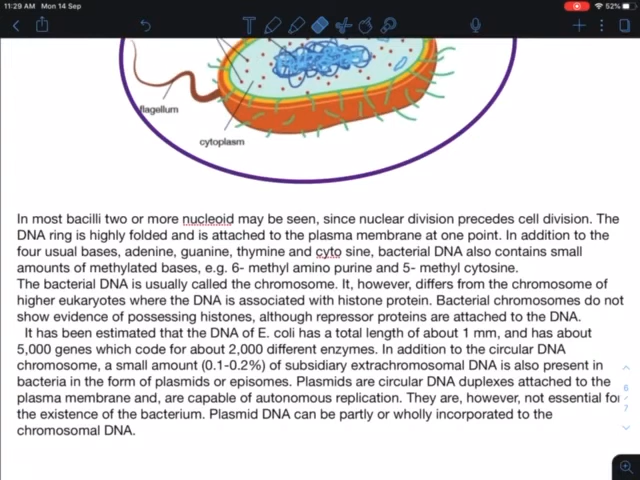 11:29 AM Mon 14 Sep
52%
flagellum
cytoplasm
In most bacilli two or more nucleoid may be seen, since nuclear division precedes cell division. The
DNA ring is highly folded and is attached to the plasma membrane at one point. In addition to the
four usual bases, adenine, guanine, thymine and cyto sine, bacterial DNA also contains small
amounts of methylated bases, e.g. 6- methyl amino purine and 5- methyl cytosine.
The bacterial DNA is usually called the chromosome. It, however, differs from the chromosome of
higher eukaryotes where the DNA is associated with histone protein. Bacterial chromosomes do not
show evidence of possessing histones, although repressor proteins are attached to the DNA.
It has been estimated that the DNA of E. coli has a total length of about 1 mm, and has about
5,000 genes which code for about 2,000 different enzymes. In addition to the circular DNA
chromosome, a small amount (0.1-0.2%) of subsidiary extrachromosomal DNA is also present in
bacteria in the form of plasmids or episomes. Plasmids are circular DNA duplexes attached to the
plasma membrane and, are capable of autonomous replication. They are, however, not essential for
the existence of the bacterium. Plasmid DNA can be partly or wholly incorporated to the
chromosomal DNA.
6
/
7